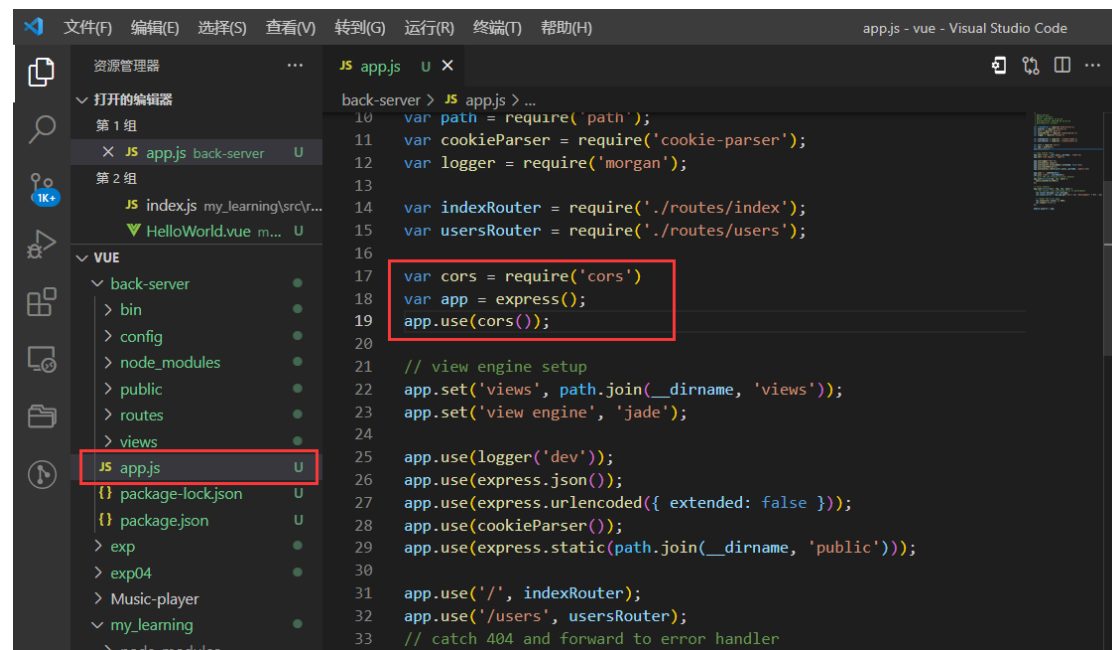 文件(F) 编辑(E) 选择(S) 查看(V) 转到(G) 运行(R) 终端(T) 帮助(H) app.js - vue - Visual Studio Code
资源管理器 ···
打开的编辑器
第 1 组
× JS app.js back-server U
第 2 组
JS index.js my_learning\src\r...
HelloWorld.vue m... U
1K+
VUE
back-server
bin
config
node_modules
public
routes
views
JS app.js U
{} package-lock.json U
{} package.json U
exp
exp04
Music-player
my_learning
node_modules
JS app.js U ×
back-server > JS app.js > ...
10 var path = require('path');
11 var cookieParser = require('cookie-parser');
12 var logger = require('morgan');
13
14 var indexRouter = require('./routes/index');
15 var usersRouter = require('./routes/users');
16
17 var cors = require('cors')
18 var app = express();
19 app.use(cors());
20
21 // view engine setup
22 app.set('views', path.join(__dirname, 'views'));
23 app.set('view engine', 'jade');
24
25 app.use(logger('dev'));
26 app.use(express.json());
27 app.use(express.urlencoded({ extended: false }));
28 app.use(cookieParser());
29 app.use(express.static(path.join(__dirname, 'public')));
30
31 app.use('/', indexRouter);
32 app.use('/users', usersRouter);
33 // catch 404 and forward to error handler